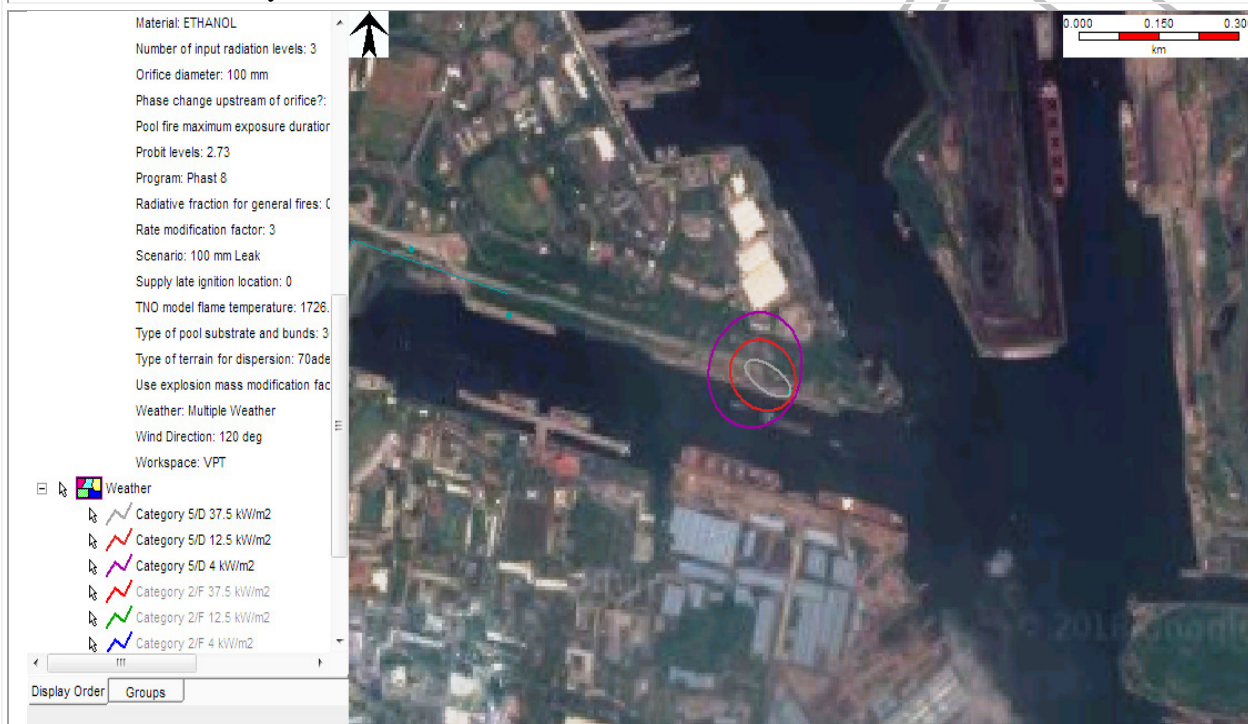 Material: ETHANOL
Number of input radiation levels: 3
Orifice diameter: 100 mm
Phase change upstream of orifice?:
Pool fire maximum exposure duration
Probit levels: 2.73
Program: Phast 8
Radiative fraction for general fires: 0
Rate modification factor: 3
Scenario: 100 mm Leak
Supply late ignition location: 0
TNO model flame temperature: 1726.
Type of pool substrate and bunds: 3
Type of terrain for dispersion: 70ade
Use explosion mass modification fac
Weather: Multiple Weather
Wind Direction: 120 deg
Workspace: VPT
Weather
Category 5/D 37.5 kW/m2
Category 5/D 12.5 kW/m2
Category 5/D 4 kW/m2
Category 2/F 37.5 kW/m2
Category 2/F 12.5 kW/m2
Category 2/F 4 kW/m2
Display Order Groups
0.000 0.150 0.30
km
© 2016 Google